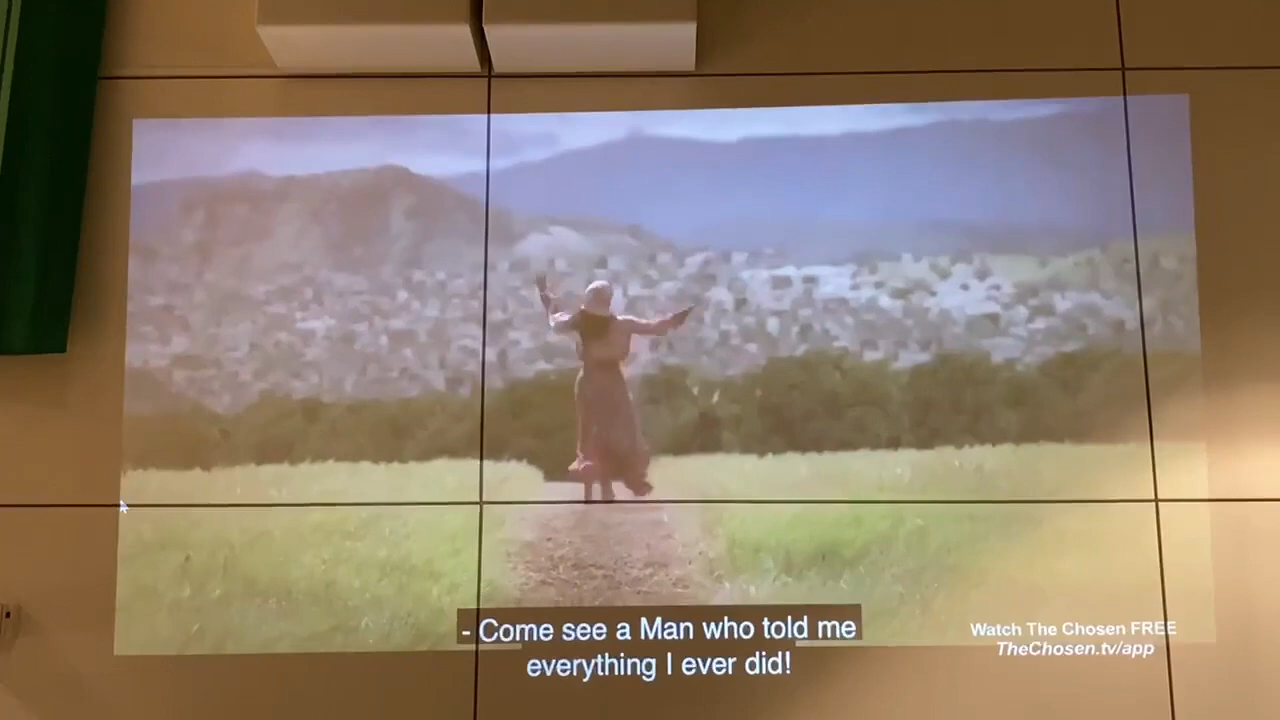 - Come see a Man who told me
everything I ever did!
Watch The Chosen FREE
TheChosen.tv/app